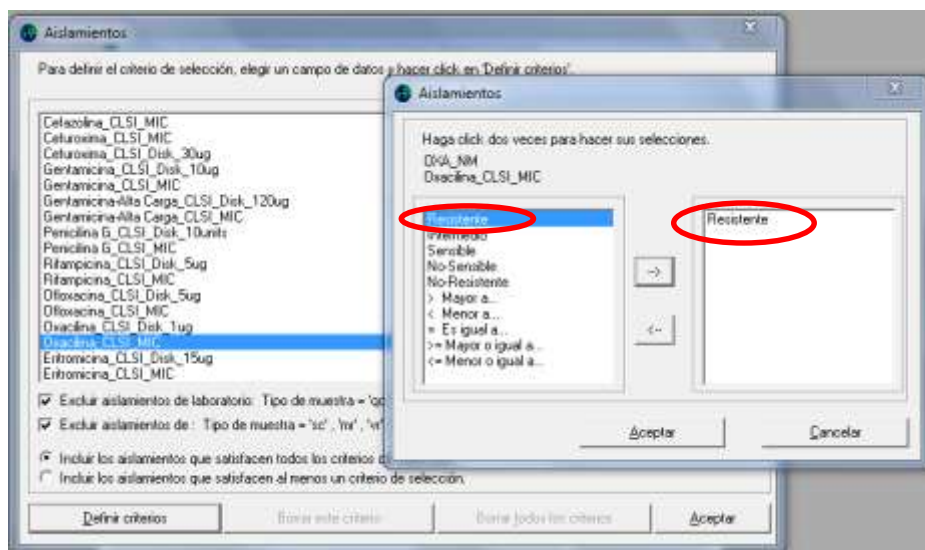 Aislamientos
Para definir el criterio de selección, elegir un campo de datos y hacer click en 'Definir criterios'.
Cefazolina_CLSI_MIC
Cefuroxima_CLSI_MIC
Cefuroxima_CLSI_Disk_30ug
Gentamicina_CLSI_Disk_10ug
Gentamicina_CLSI_MIC
Gentamicina-Alta Carga_CLSI_Disk_120ug
Gentamicina-Alta Carga_CLSI_MIC
Penicilina G_CLSI_Disk_10units
Penicilina G_CLSI_MIC
Rifampicina_CLSI_Disk_5ug
Rifampicina_CLSI_MIC
Ofloxacina_CLSI_Disk_5ug
Ofloxacina_CLSI_MIC
Oxacilina_CLSI_Disk_1ug
Oxacilina_CLSI_MIC
Eritromicina_CLSI_Disk_15ug
Eritromicina_CLSI_MIC
Excluir aislamientos de laboratorio: Tipo de muestra = 'qc'
Excluir aislamientos de : Tipo de muestra = 'sc' , 'nr' , 'vr'
Incluir los aislamientos que satisfacen todos los criterios
Incluir los aislamientos que satisfacen al menos un criterio de selección.
Definir criterios
Borrar este criterio
Borrar todos los criterios
Aceptar
Aislamientos
Haga click dos veces para hacer sus selecciones.
OXA_NM
Oxacilina_CLSI_MIC
Resistente
Intermedio
Sensible
No-Sensible
No-Resistente
> Mayor a...
< Menor a...
= Es igual a...
>= Mayor o igual a...
<= Menor o igual a...
-->
<--
Resistente
Aceptar
Cancelar